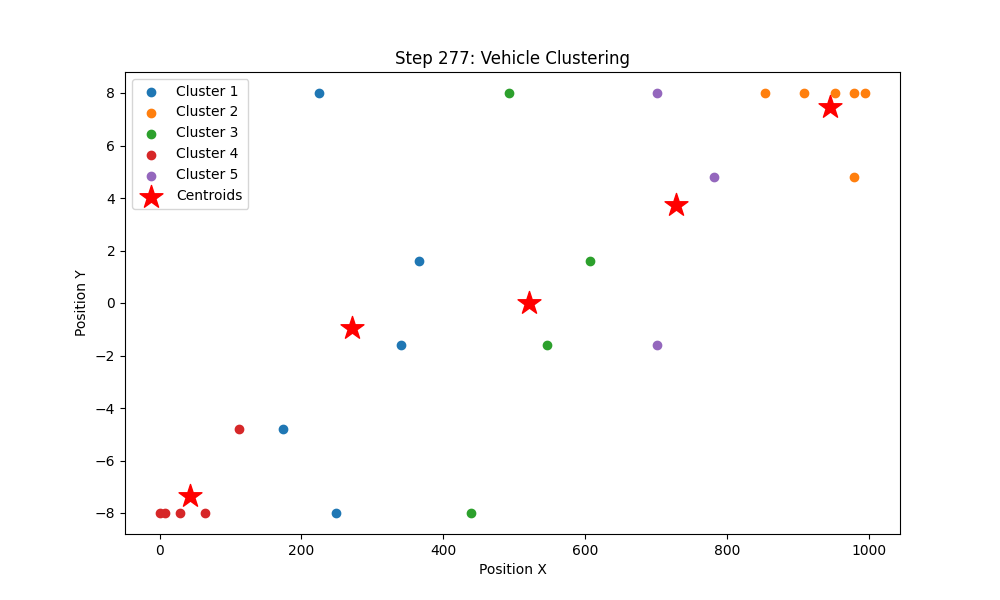 Step 277: Vehicle Clustering
Cluster 1
Cluster 2
Cluster 3
Cluster 4
Cluster 5
Centroids
8
6
4
2
0
−2
−4
−6
−8
Position Y
0
200
400
600
800
1000
Position X